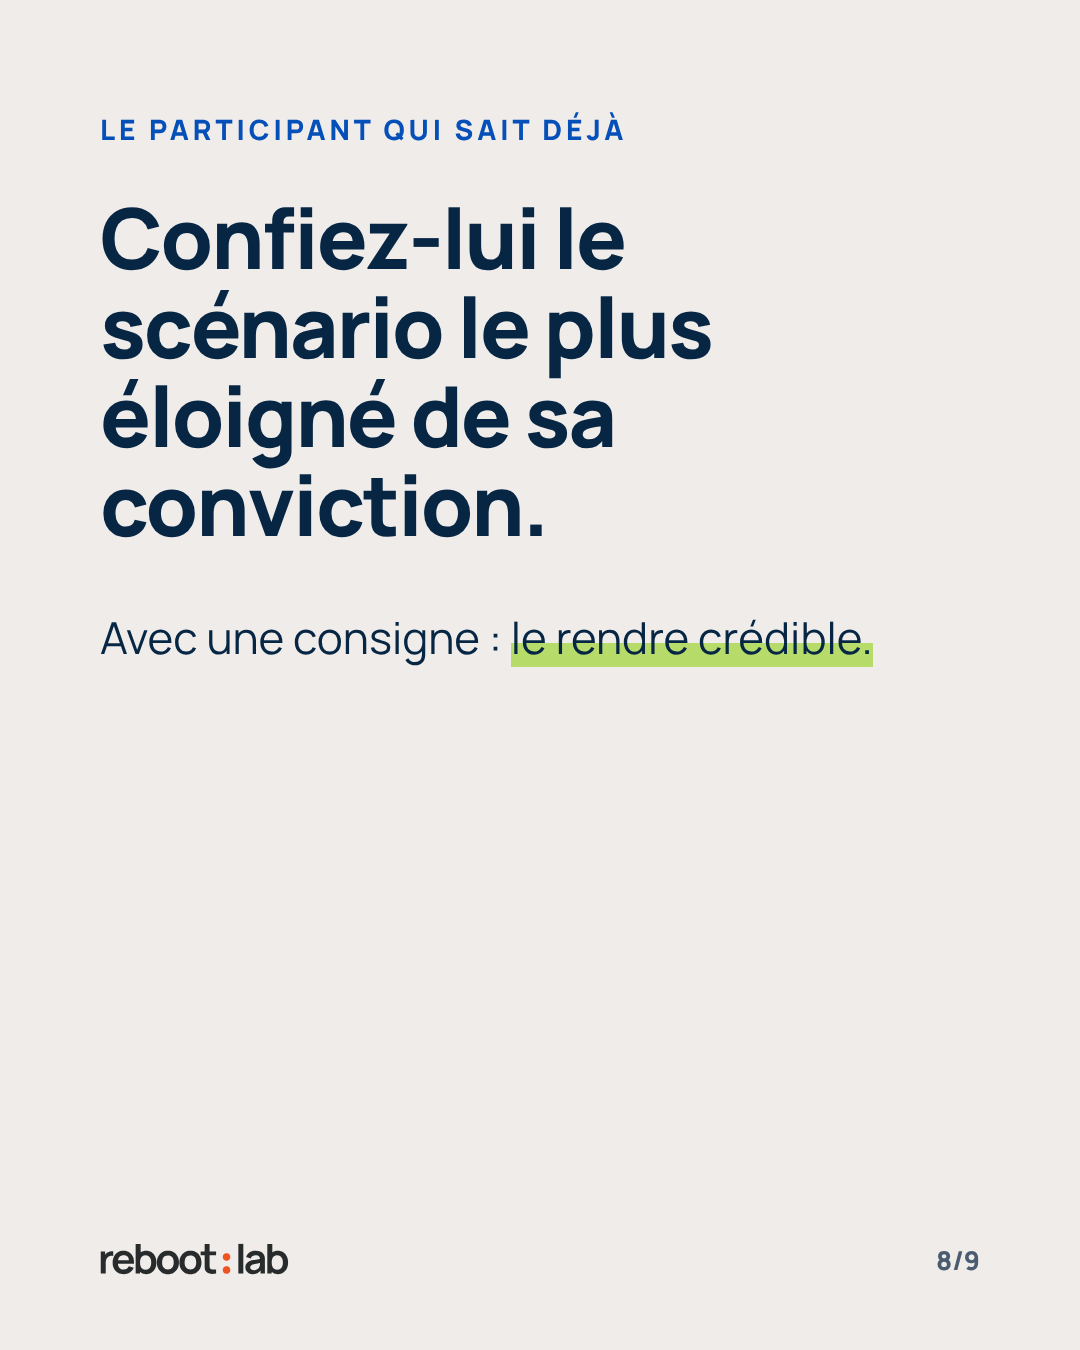 LE PARTICIPANT QUI SAIT DÉJÀ
Confiez-lui le
scénario le plus
éloigné de sa
conviction.
Avec une consigne : le rendre crédible.
reboot:lab
8/9